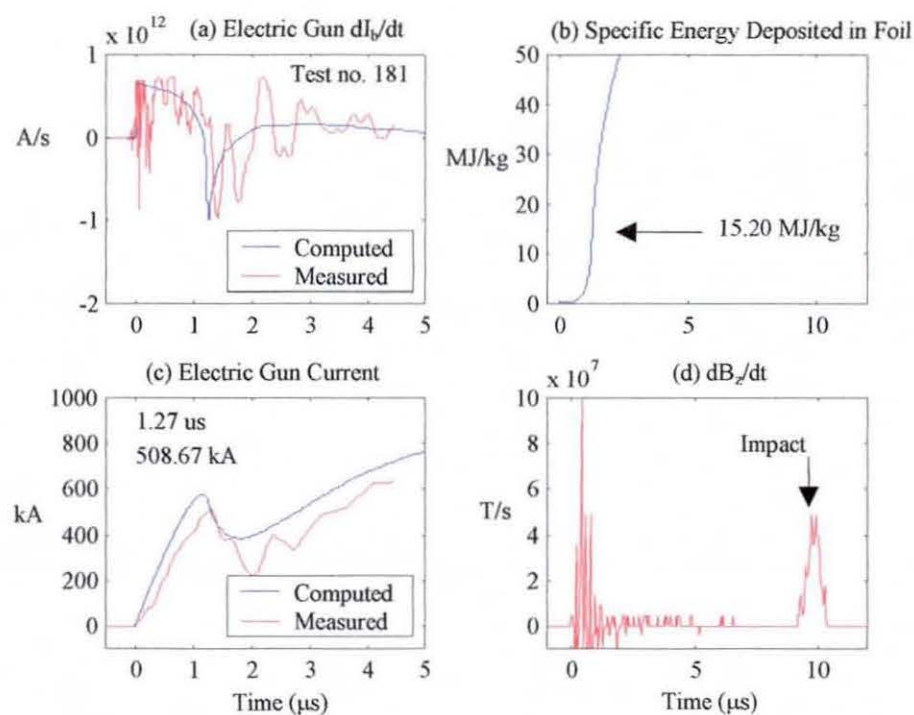 (a) Electric Gun dI_b/dt
x 10^12
1
0
-1
-2
A/s
Test no. 181
Computed
Measured
0 1 2 3 4 5
(b) Specific Energy Deposited in Foil
50
40
30
20
10
0
MJ/kg
15.20 MJ/kg
0 5 10
(c) Electric Gun Current
1000
800
600
400
200
0
kA
1.27 us
508.67 kA
Computed
Measured
0 1 2 3 4 5
Time (μs)
(d) dB_z/dt
x 10^7
10
8
6
4
2
0
T/s
Impact
0 5 10
Time (μs)